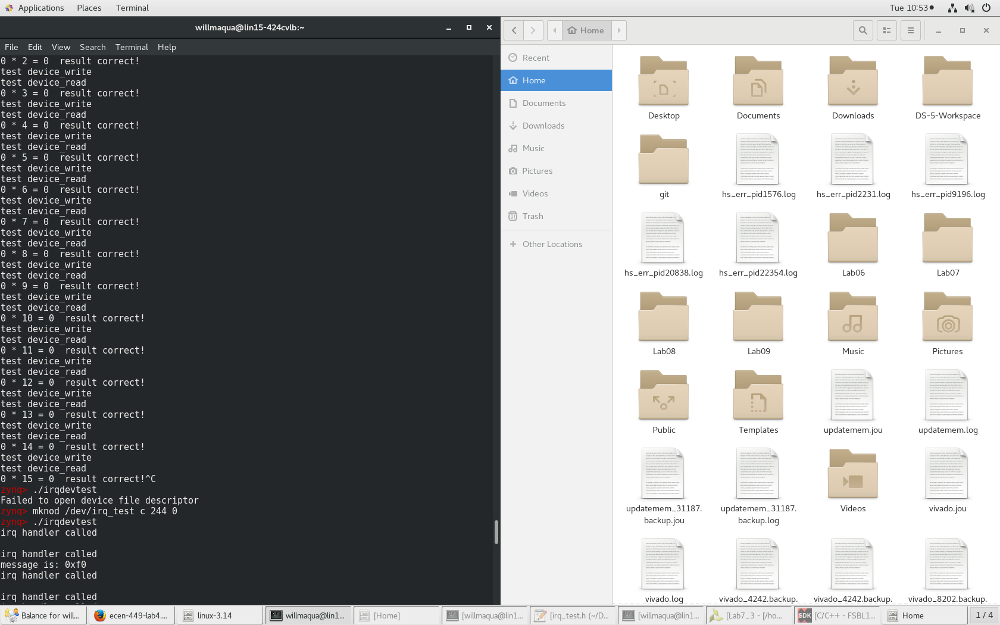 Applications Places Terminal
Tue 10:53
willmaqua@lin15-424cvlb:~
File Edit View Search Terminal Help
0 * 2 = 0  result correct!
test device_write
test device_read
0 * 3 = 0  result correct!
test device_write
test device_read
0 * 4 = 0  result correct!
test device_write
test device_read
0 * 5 = 0  result correct!
test device_write
test device_read
0 * 6 = 0  result correct!
test device_write
test device_read
0 * 7 = 0  result correct!
test device_write
test device_read
0 * 8 = 0  result correct!
test device_write
test device_read
0 * 9 = 0  result correct!
test device_write
test device_read
0 * 10 = 0  result correct!
test device_write
test device_read
0 * 11 = 0  result correct!
test device_write
test device_read
0 * 12 = 0  result correct!
test device_write
test device_read
0 * 13 = 0  result correct!
test device_write
test device_read
0 * 14 = 0  result correct!
test device_write
test device_read
0 * 15 = 0  result correct!^C
zynq> ./irqdevtest
Failed to open device file descriptor
zynq> mknod /dev/irq_test c 244 0
zynq> ./irqdevtest
irq handler called
irq handler called
message is: 0xf0
irq handler called
irq handler called
Home
Recent
Home
Documents
Downloads
Music
Pictures
Videos
Trash
Other Locations
Desktop Documents Downloads DS-5-Workspace
git hs_err_pid1576.log hs_err_pid2231.log hs_err_pid9196.log
hs_err_pid20838.log hs_err_pid22354.log Lab06 Lab07
Lab08 Lab09 Music Pictures
Public Templates updatemem.jou updatemem.log
updatemem_31187.backup.jou updatemem_31187.backup.log Videos vivado.jou
vivado.log vivado_4242.backup. vivado_4242.backup. vivado_8202.backup.
Balance for will... ecen-449-lab4.... linux-3.14 willmaqua@lin1... [Home] [willmaqua@lin1... [irq_test.h (~/D... [willmaqua@lin1... [Lab7_3 - [/ho... SDK [C/C++ - FSBL1... Home 1 / 4